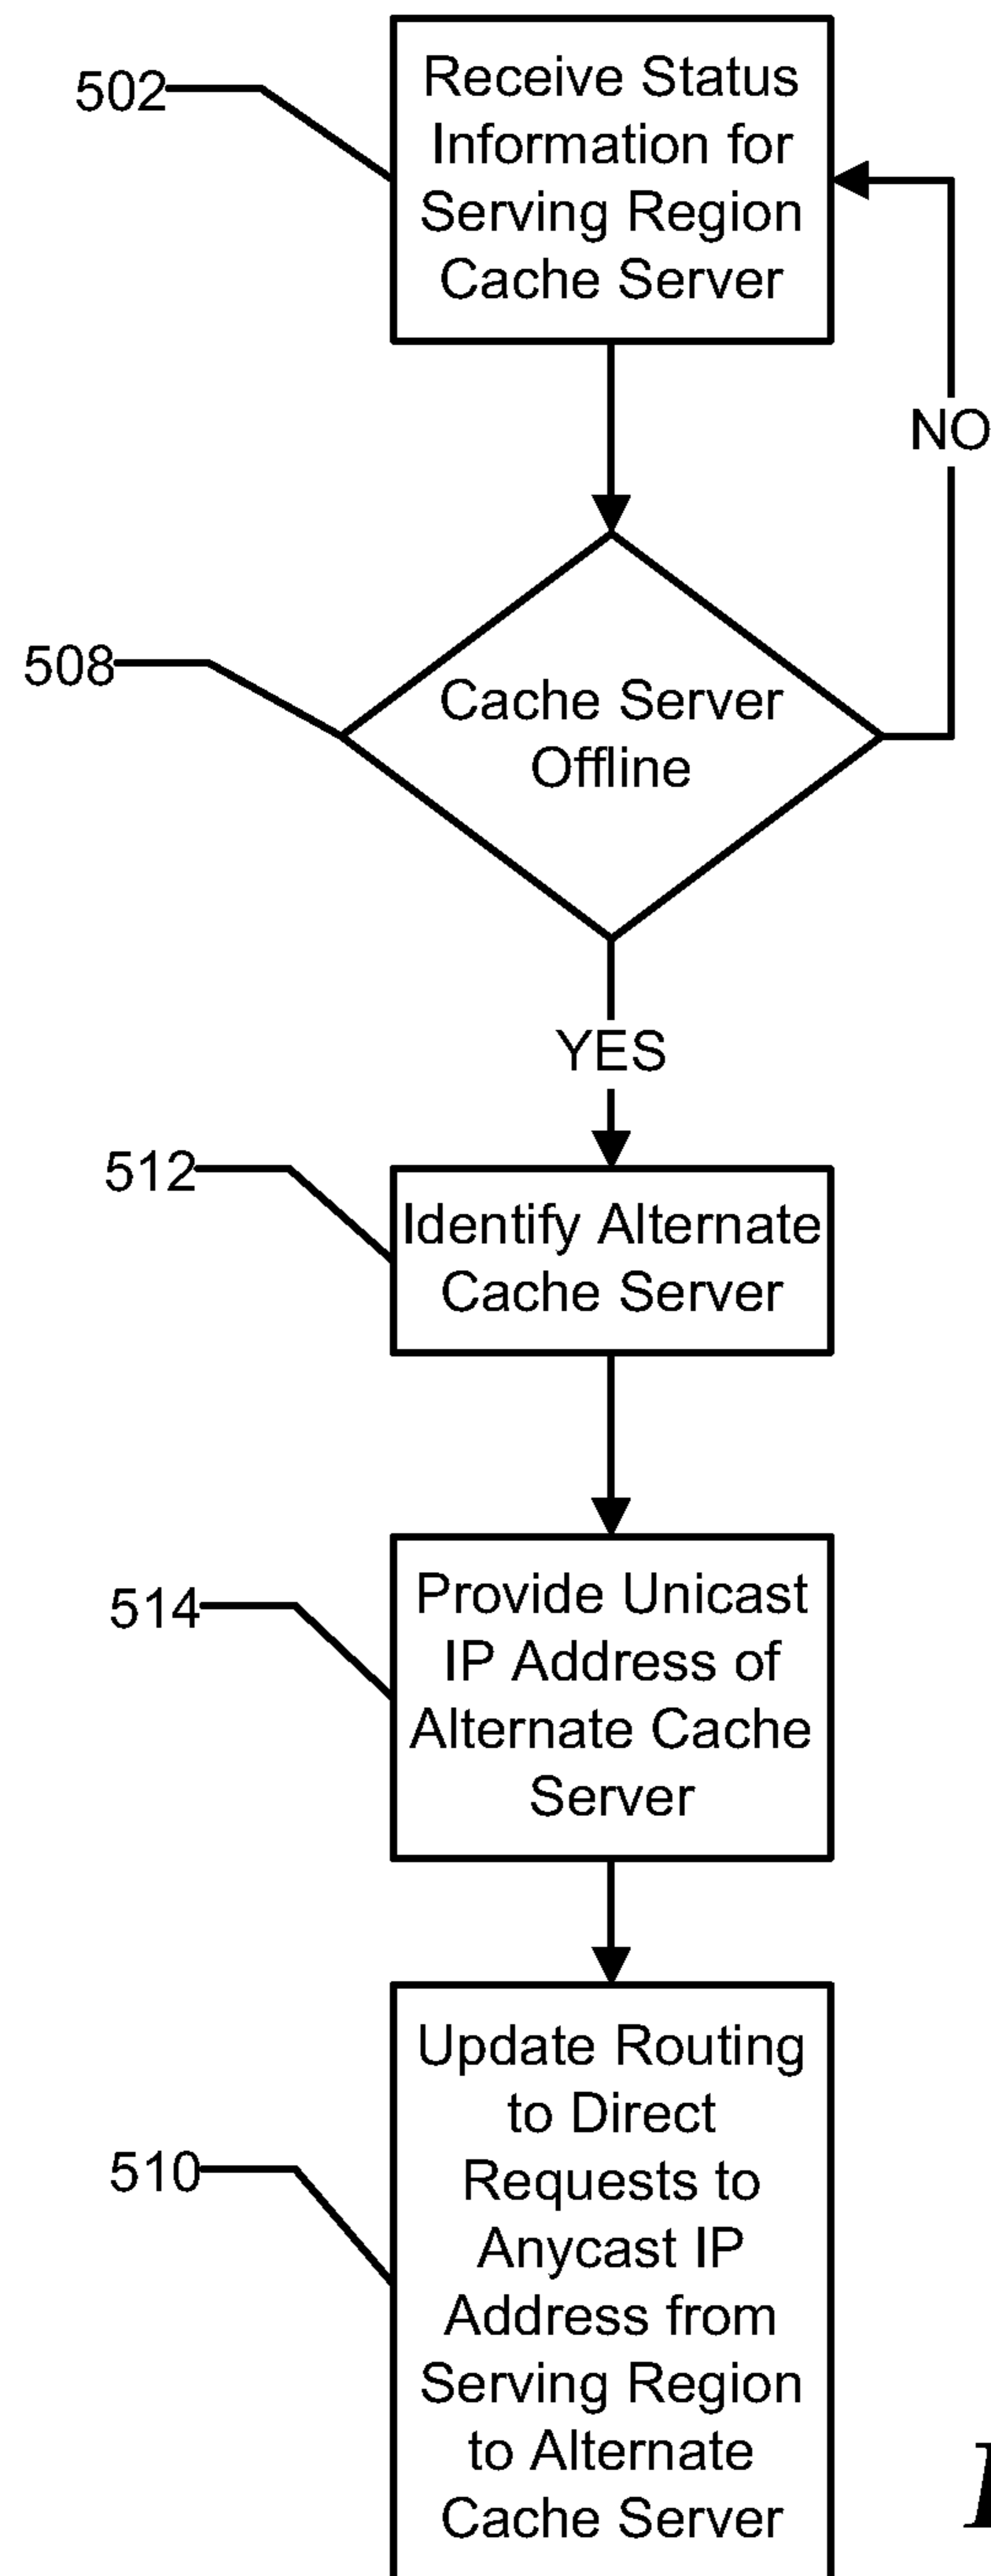 502
Receive Status
Information for
Serving Region
Cache Server
NO
508
Cache Server
Offline
YES
512
Identify Alternate
Cache Server
514
Provide Unicast
IP Address of
Alternate Cache
Server
510
Update Routing
to Direct
Requests to
Anycast IP
Address from
Serving Region
to Alternate
Cache Server